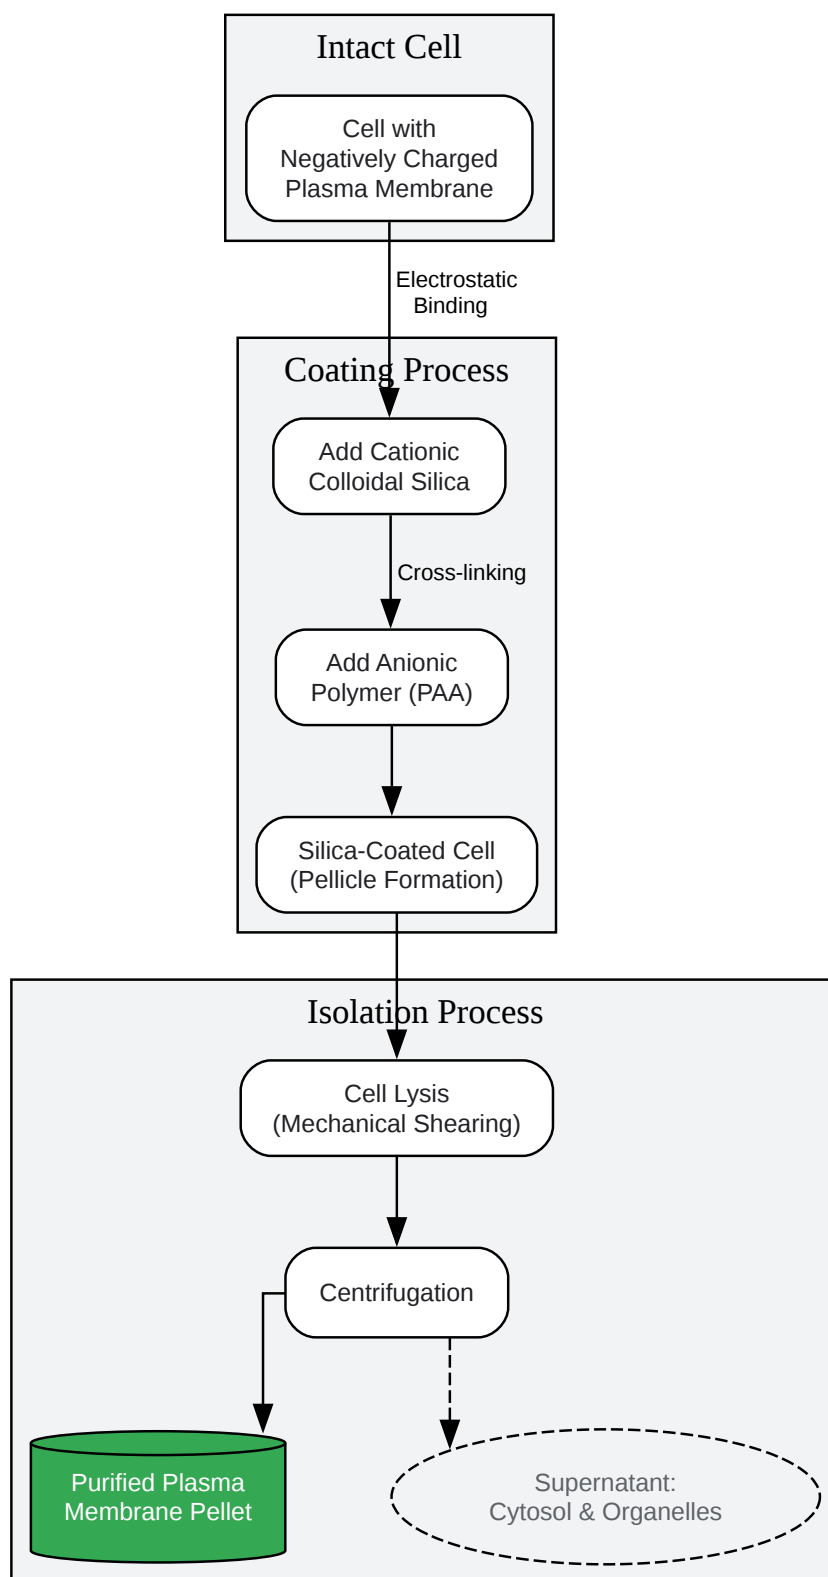 Intact Cell
Cell with
Negatively Charged
Plasma Membrane
Electrostatic
Binding
Coating Process
Add Cationic
Colloidal Silica
Cross-linking
Add Anionic
Polymer (PAA)
Silica-Coated Cell
(Pellicle Formation)
Isolation Process
Cell Lysis
(Mechanical Shearing)
Centrifugation
Purified Plasma
Membrane Pellet
Supernatant:
Cytosol & Organelles